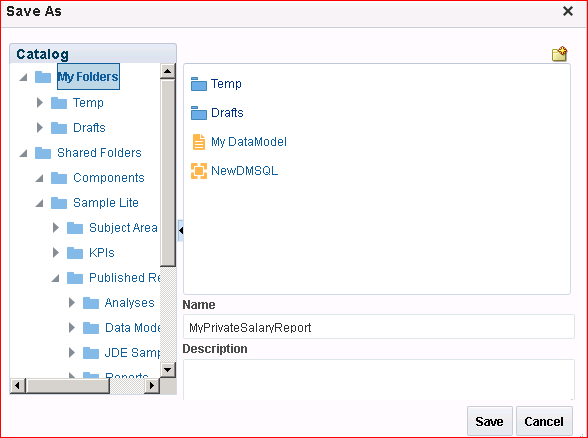 Save As
Catalog
My Folders
Temp
Drafts
Shared Folders
Components
Sample Lite
Subject Area
KPIs
Published Re
Analyses
Data Mode
JDE Samp
Reports
Temp
Drafts
My DataModel
NewDMSQL
Name
MyPrivateSalaryReport
Description
Save Cancel